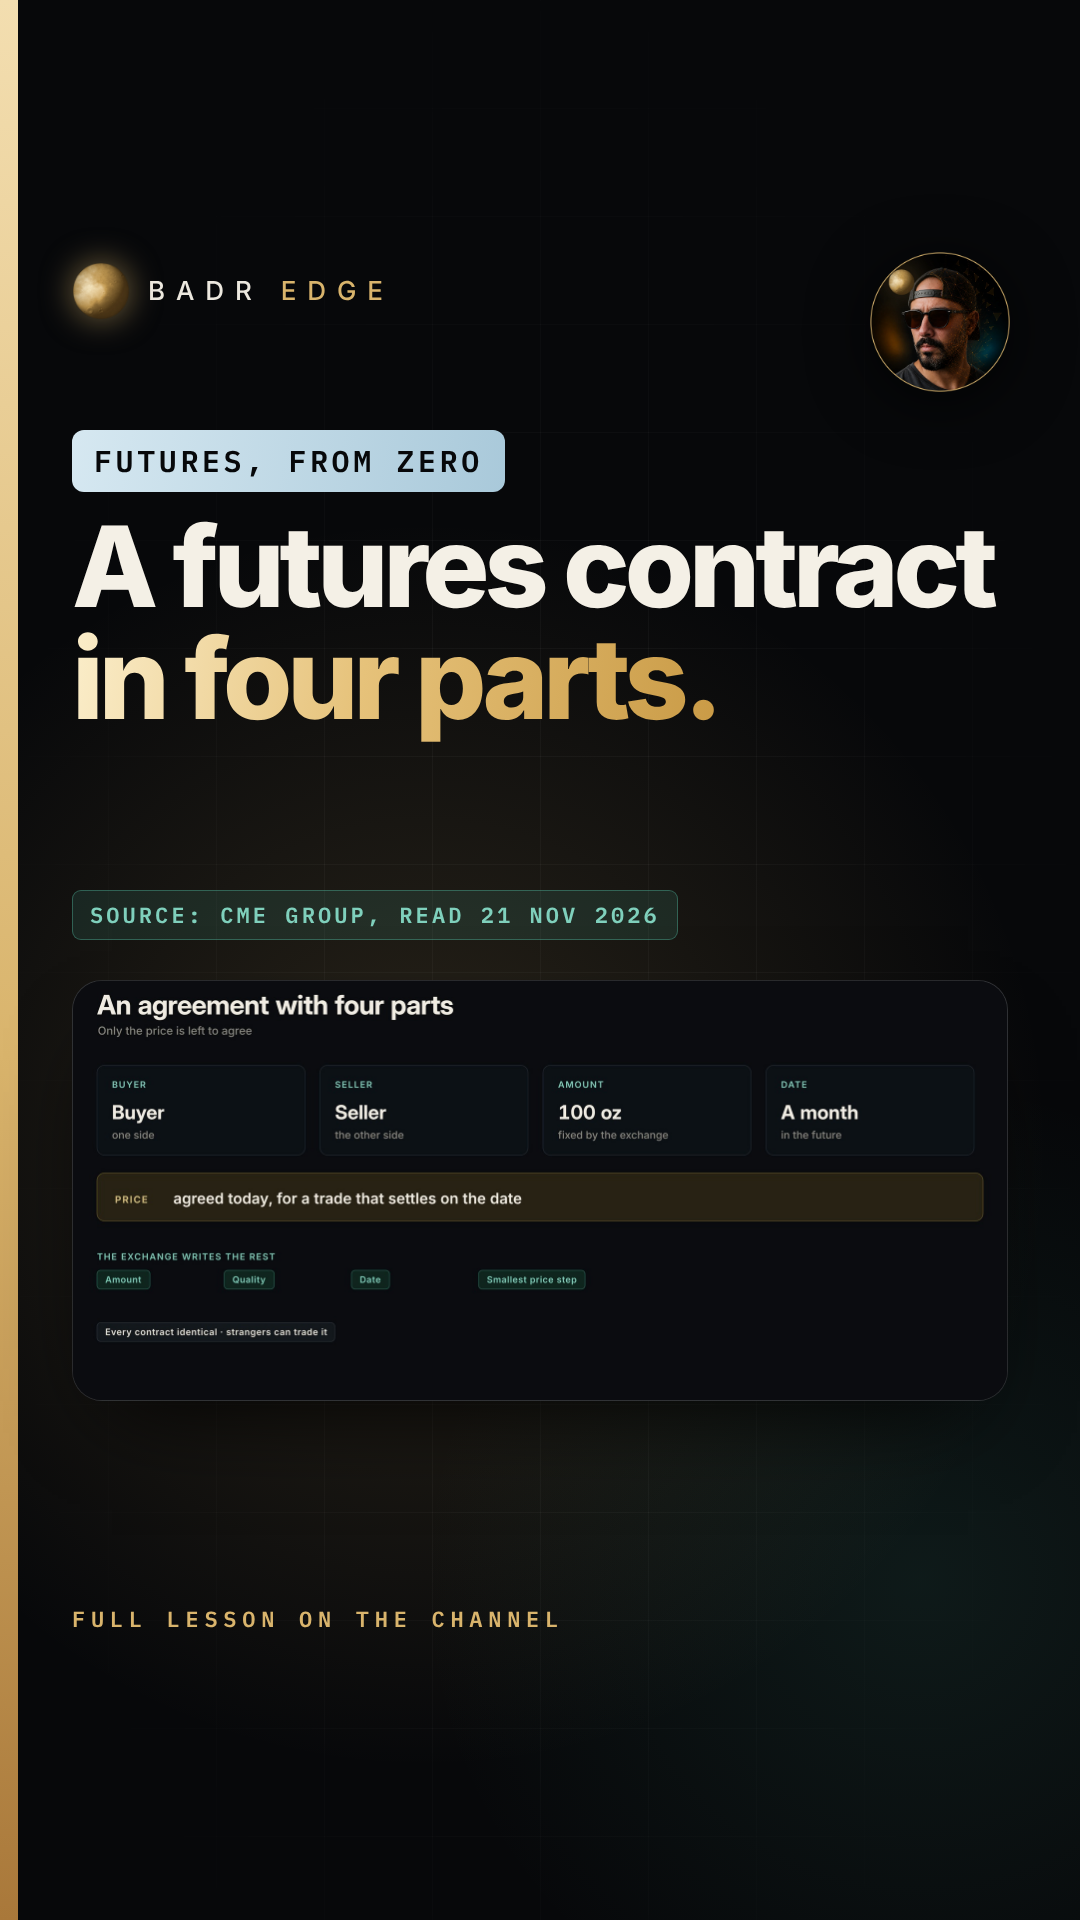 BADR EDGE
FUTURES, FROM ZERO
A futures contract
in four parts.
SOURCE: CME GROUP, READ 21 NOV 2026
An agreement with four parts
Only the price is left to agree
BUYER
Buyer
one side
SELLER
Seller
the other side
AMOUNT
100 oz
fixed by the exchange
DATE
A month
in the future
PRICE agreed today, for a trade that settles on the date
THE EXCHANGE WRITES THE REST
Amount Quality Date Smallest price step
Every contract identical · strangers can trade it
FULL LESSON ON THE CHANNEL